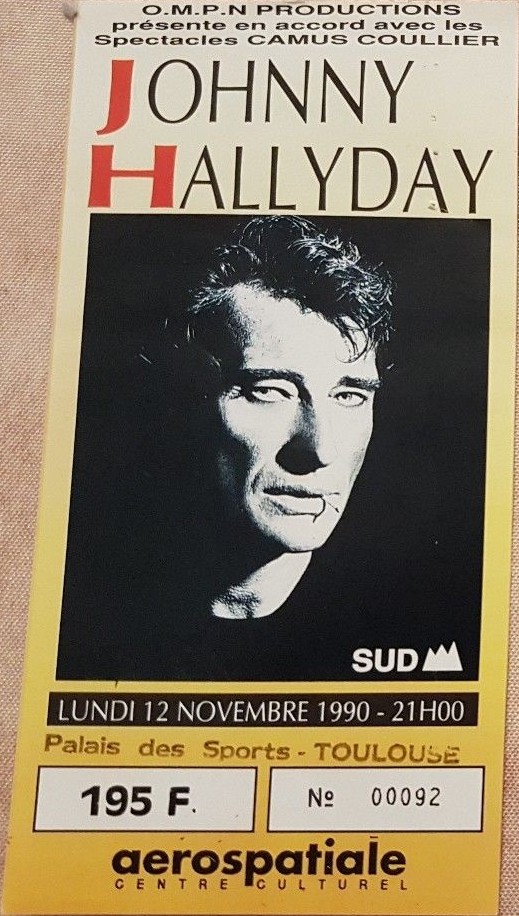 O.M.P.N PRODUCTIONS
présente en accord avec les
Spectacles CAMUS COULLIER
JOHNNY
HALLYDAY
SUD
LUNDI 12 NOVEMBRE 1990 - 21H00
Palais des Sports - TOULOUSE
195 F.
Nº 00092
aerospatiale
CENTRE CULTUREL